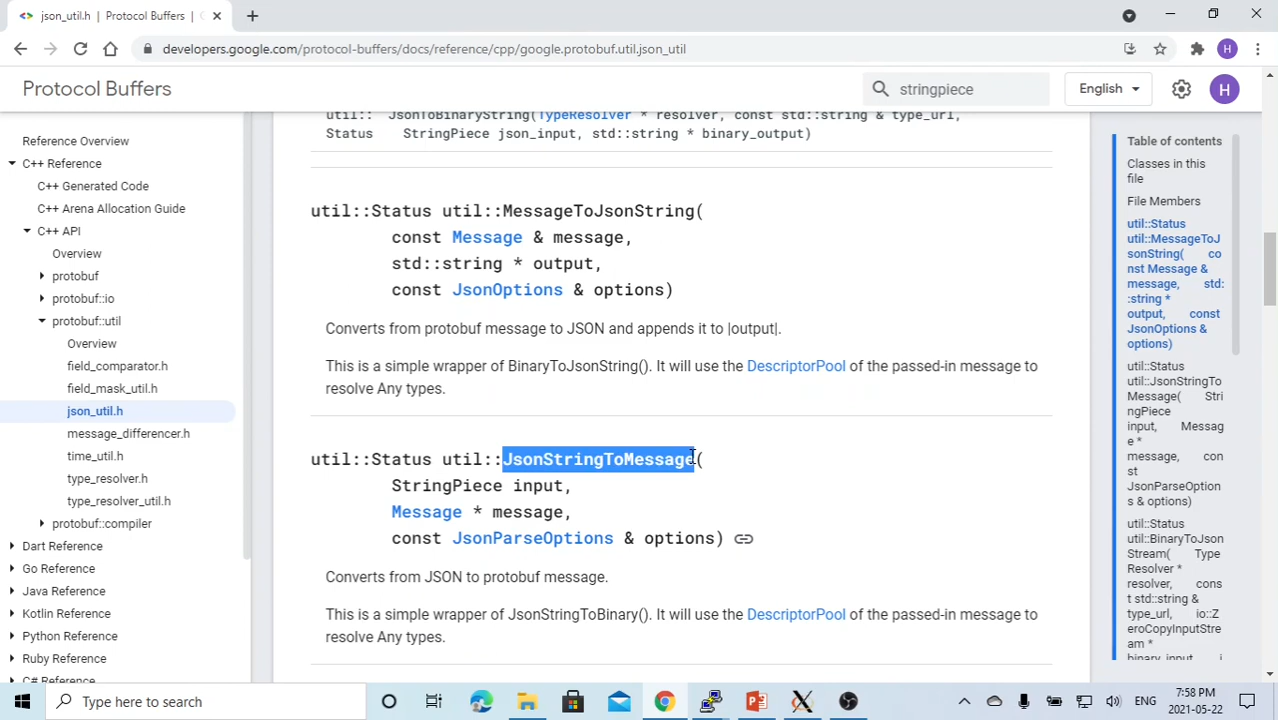 json_util.h | Protocol Buffers |
developers.google.com/protocol-buffers/docs/reference/cpp/google.protobuf.util.json_util
H
Protocol Buffers
stringpiece
English
H
Reference Overview
C++ Reference
C++ Generated Code
C++ Arena Allocation Guide
C++ API
Overview
protobuf
protobuf::io
protobuf::util
Overview
field_comparator.h
field_mask_util.h
json_util.h
message_differencer.h
time_util.h
type_resolver.h
type_resolver_util.h
protobuf::compiler
Dart Reference
Go Reference
Java Reference
Kotlin Reference
Python Reference
Ruby Reference
C# Reference
util:: JsonToBinaryString(TypeResolver * resolver, const std::string & type_url,
Status StringPiece json_input, std::string * binary_output)
util::Status util::MessageToJsonString(
const Message & message,
std::string * output,
const JsonOptions & options)
Converts from protobuf message to JSON and appends it to |output|.
This is a simple wrapper of BinaryToJsonString(). It will use the DescriptorPool of the passed-in message to
resolve Any types.
util::Status util::JsonStringToMessage(
StringPiece input,
Message * message,
const JsonParseOptions & options)
Converts from JSON to protobuf message.
This is a simple wrapper of JsonStringToBinary(). It will use the DescriptorPool of the passed-in message to
resolve Any types.
Table of contents
Classes in this
file
File Members
util::Status
util::MessageToJ
sonString( co
nst Message &
message, std:
:string *
output, const
JsonOptions &
options)
util::Status
util::JsonStringTo
Message( Stri
ngPiece
input, Messag
e *
message, con
st
JsonParseOption
s & options)
util::Status
util::BinaryToJson
Stream( Type
Resolver *
resolver, cons
t std::string &
type_url, io::Z
eroCopyInputStre
am *
binary_input, i
Type here to search
ENG
7:58 PM
2021-05-22